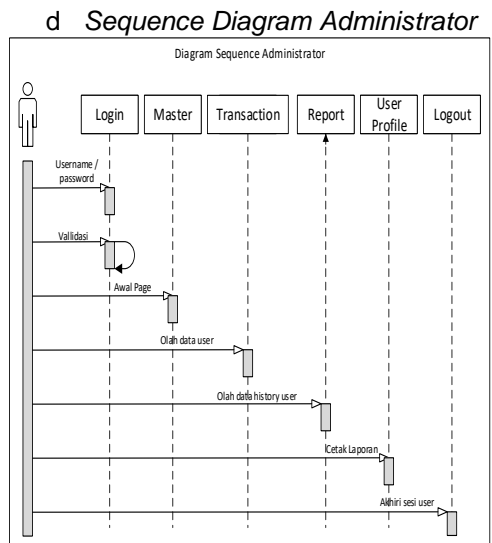 d Sequence Diagram Administrator
Diagram Sequence Administrator
Login
Master
Transaction
Report
User
Profile
Logout
Username /
password
Vallidasi
Awal Page
Olah data user
Olah data history user
Cetak Laporan
Akhiri sesi user